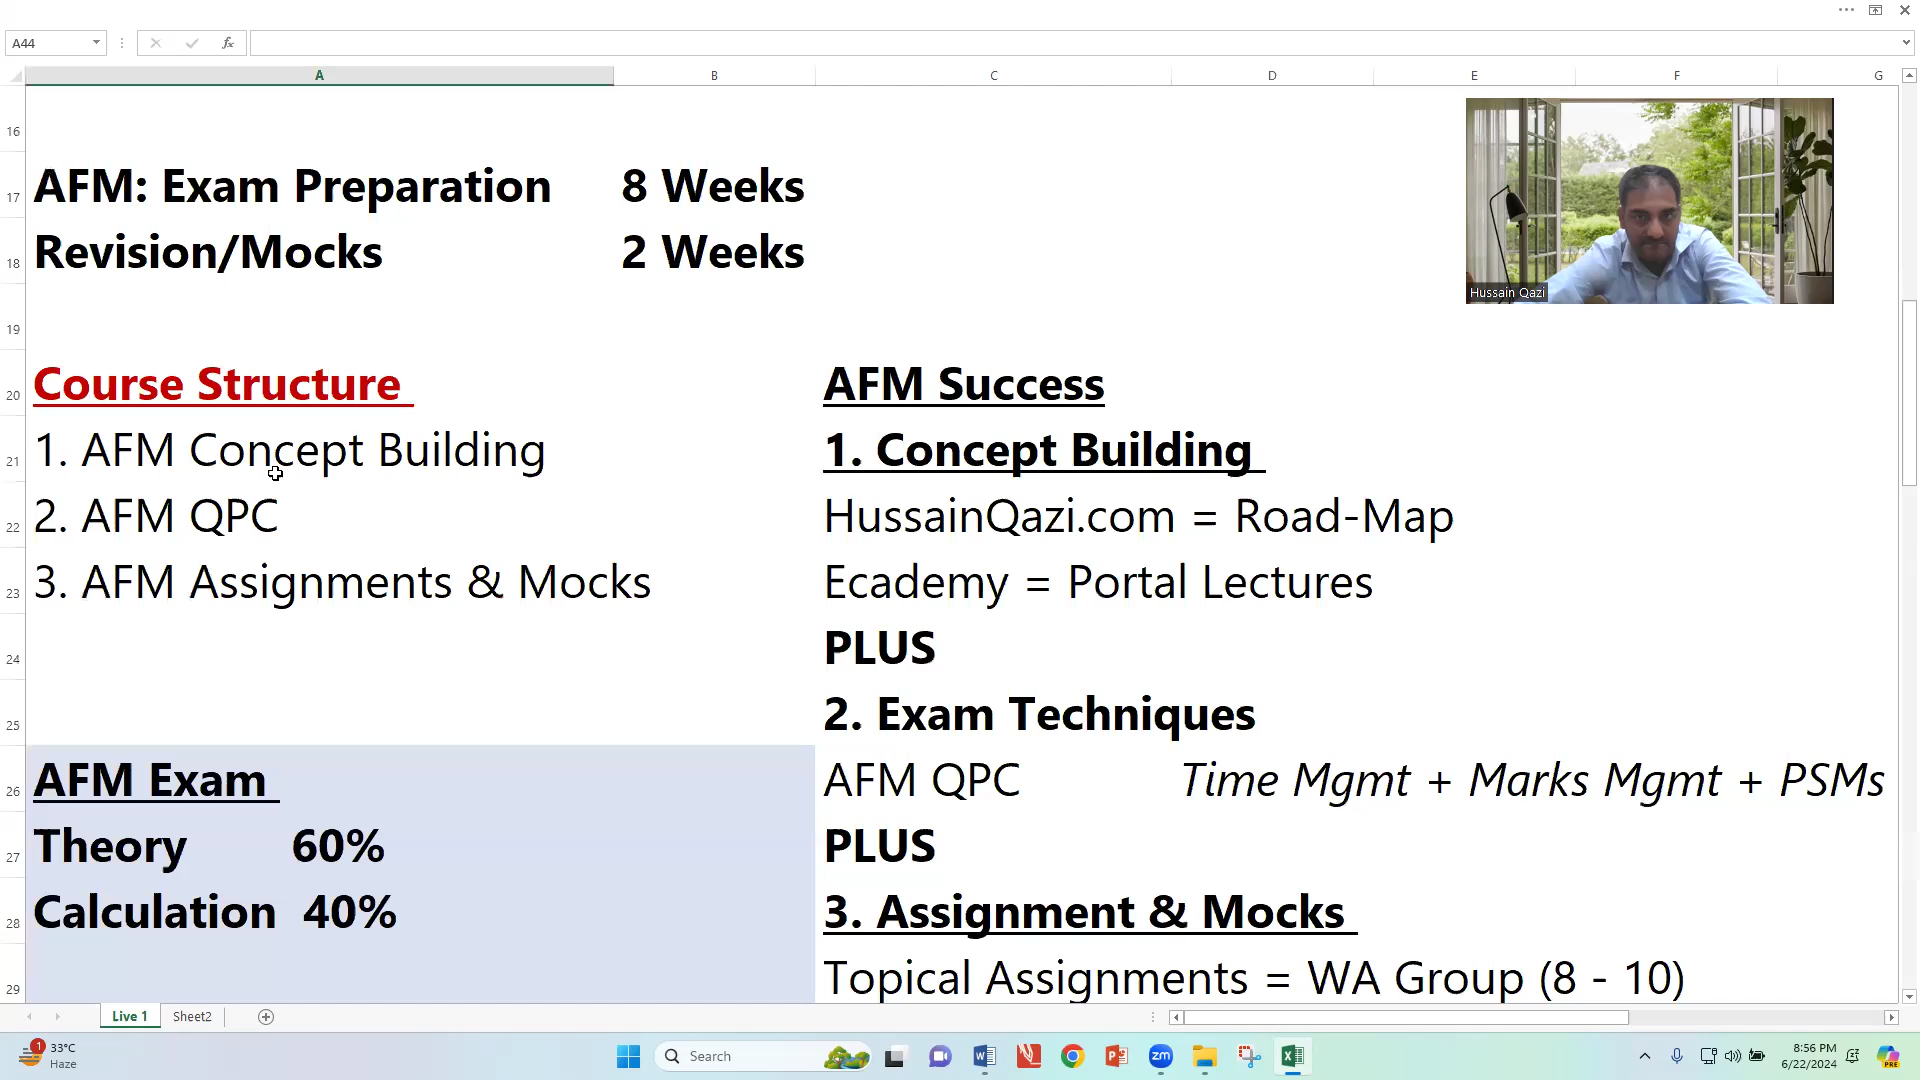 A44
fx
A B C D E F G
16
17 AFM: Exam Preparation 8 Weeks
18 Revision/Mocks 2 Weeks
19
20 Course Structure AFM Success
21 1. AFM Concept Building 1. Concept Building
22 2. AFM QPC HussainQazi.com = Road-Map
23 3. AFM Assignments & Mocks Ecademy = Portal Lectures
24 PLUS
25 2. Exam Techniques
26 AFM Exam AFM QPC Time Mgmt + Marks Mgmt + PSMs
27 Theory 60% PLUS
28 Calculation 40% 3. Assignment & Mocks
29 Topical Assignments = WA Group (8 - 10)
Hussain Qazi
Live 1 Sheet2
1 33°C
Haze
Search
zm
8:56 PM
6/22/2024
PRE